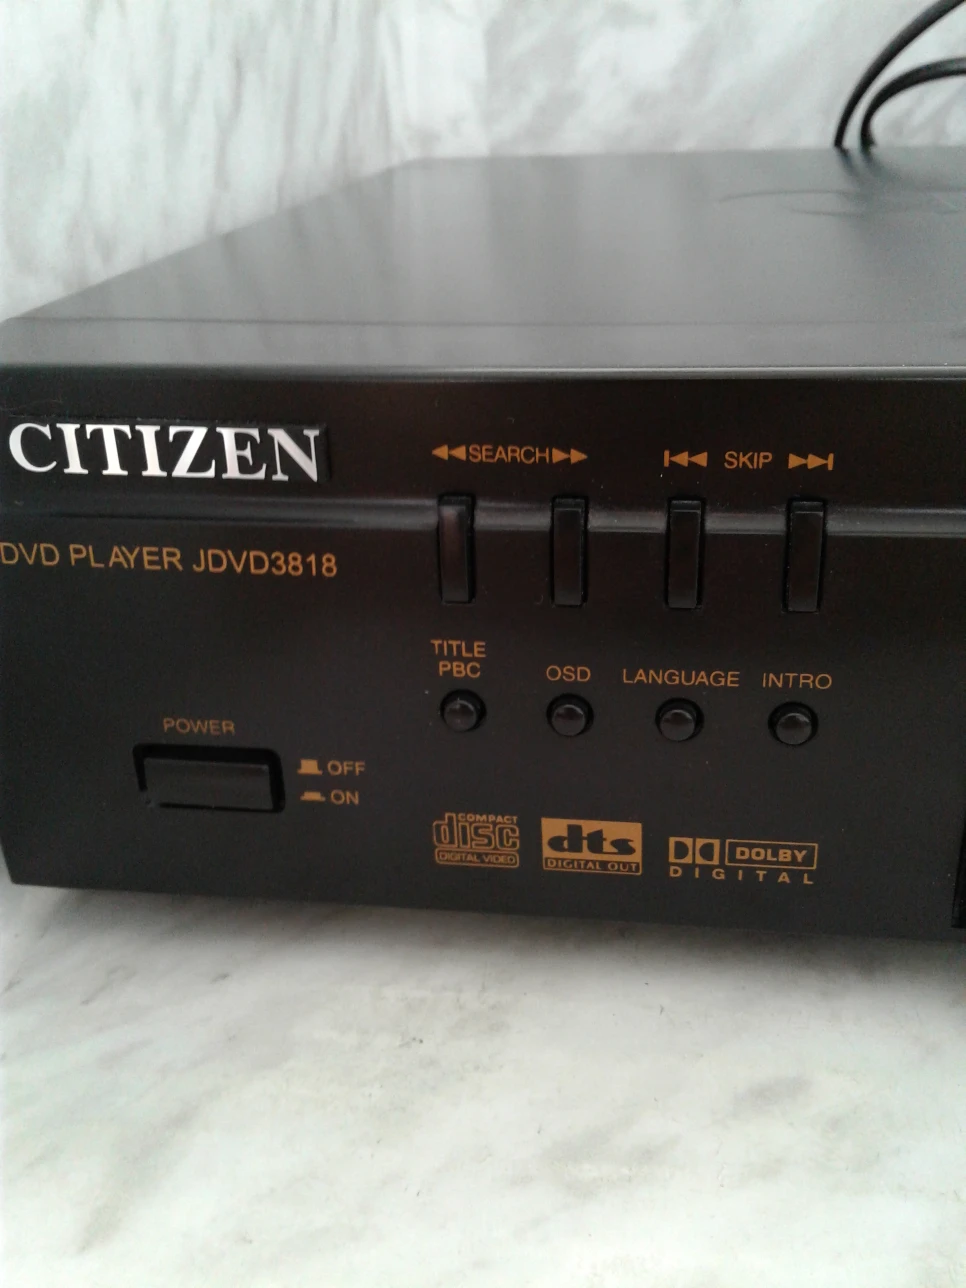 CITIZEN
DVD PLAYER JDVD3818
SEARCH
SKIP
TITLE
PBC
OSD
LANGUAGE
INTRO
POWER
OFF
ON
COMPACT
disc
DIGITAL VIDEO
dts
DIGITAL OUT
DOLBY
DIGITAL